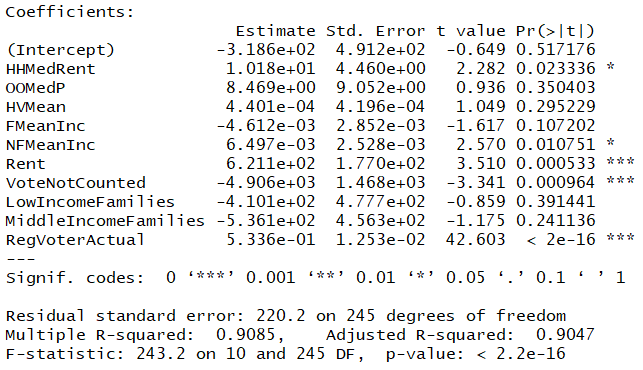 Coefficients:
Estimate Std. Error t value Pr(>|t|)
(Intercept) -3.186e+02 4.912e+02 -0.649 0.517176
HHMedRent 1.018e+01 4.460e+00 2.282 0.023336 *
OOMedP 8.469e+00 9.052e+00 0.936 0.350403
HVMean 4.401e-04 4.196e-04 1.049 0.295229
FMeanInc -4.612e-03 2.852e-03 -1.617 0.107202
NFMeanInc 6.497e-03 2.528e-03 2.570 0.010751 *
Rent 6.211e+02 1.770e+02 3.510 0.000533 ***
VoteNotCounted -4.906e+03 1.468e+03 -3.341 0.000964 ***
LowIncomeFamilies -4.101e+02 4.777e+02 -0.859 0.391441
MiddleIncomeFamilies -5.361e+02 4.563e+02 -1.175 0.241136
RegVoterActual 5.336e-01 1.253e-02 42.603 < 2e-16 ***
---
Signif. codes: 0 ‘***’ 0.001 ‘**’ 0.01 ‘*’ 0.05 ‘.’ 0.1 ‘ ’ 1
Residual standard error: 220.2 on 245 degrees of freedom
Multiple R-squared: 0.9085, Adjusted R-squared: 0.9047
F-statistic: 243.2 on 10 and 245 DF, p-value: < 2.2e-16